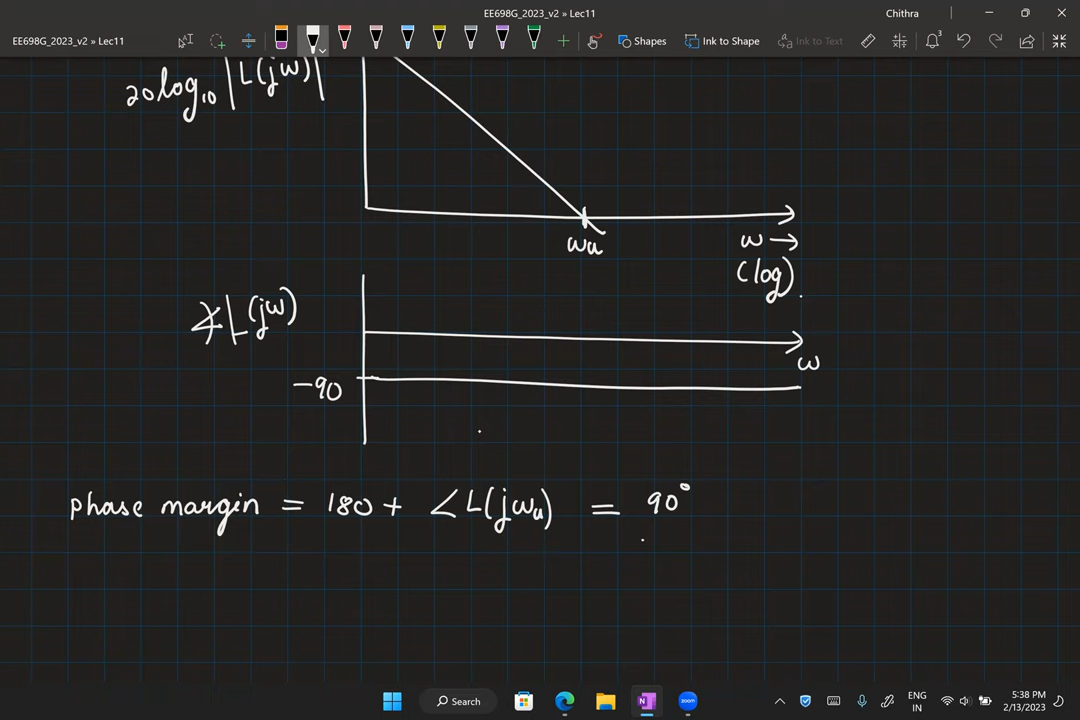 EE698G_2023_v2 » Lec11
Chithra
EE698G_2023_v2 » Lec11
Shapes
Ink to Shape
Ink to Text
20log₁₀ |L(jω)|
ωu
ω →
(log).
∡L(jω)
ω
-90
phase margin = 180 + ∠L(jωu) = 90°
Search
zoom
ENG
IN
5:38 PM
2/13/2023